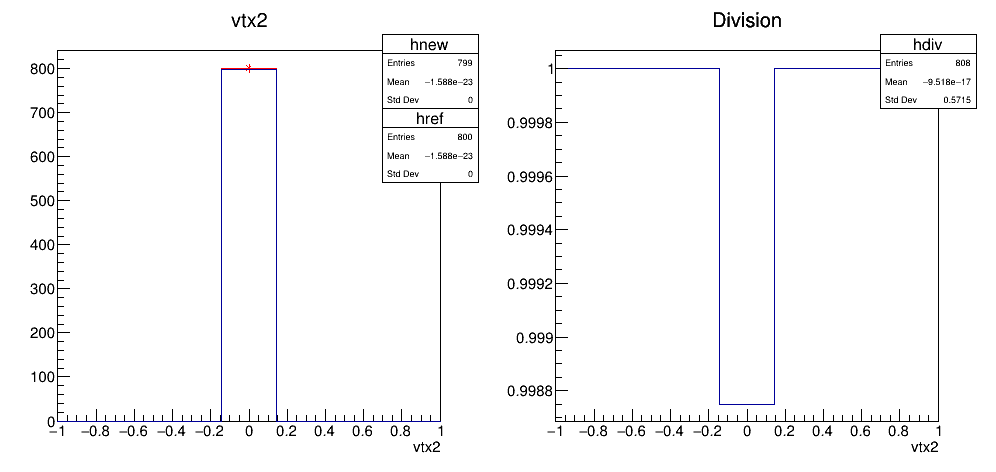 vtx2
hnew
Entries 799
Mean −1.588e−23
Std Dev 0
href
Entries 800
Mean −1.588e−23
Std Dev 0
800
700
600
500
400
300
200
100
0
−1 −0.8 −0.6 −0.4 −0.2 0 0.2 0.4 0.6 0.8 1
vtx2
Division
hdiv
Entries 808
Mean −9.518e−17
Std Dev 0.5715
1
0.9998
0.9996
0.9994
0.9992
0.999
0.9988
−1 −0.8 −0.6 −0.4 −0.2 0 0.2 0.4 0.6 0.8 1
vtx2